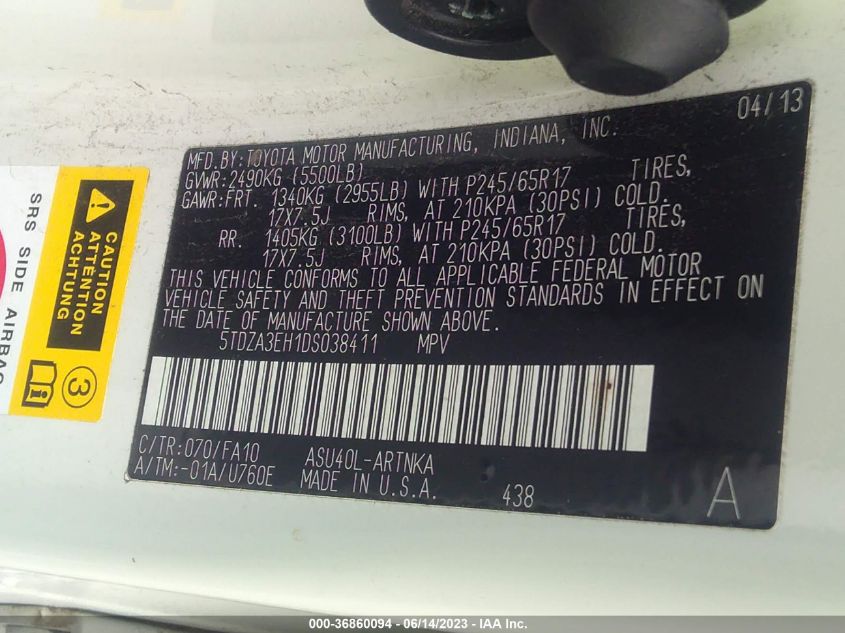 04/13
MFD. BY: TOYOTA MOTOR MANUFACTURING, INDIANA, INC.
GVWR: 2490KG (5500LB)
GAWR: FRT. 1340KG (2955LB) WITH P245/65R17 TIRES,
17X7.5J RIMS, AT 210KPA (30PSI) COLD.
RR. 1405KG (3100LB) WITH P245/65R17 TIRES,
17X7.5J RIMS, AT 210KPA (30PSI) COLD.
THIS VEHICLE CONFORMS TO ALL APPLICABLE FEDERAL MOTOR
VEHICLE SAFETY AND THEFT PREVENTION STANDARDS IN EFFECT ON
THE DATE OF MANUFACTURE SHOWN ABOVE.
5TDZA3EH1DS038411 MPV
C/TR: 070/FA10 ASU40L-ARTNKA
A/TM: -01A/U760E MADE IN U.S.A. 438 A
SRS SIDE AIRBAG
CAUTION
ATTENTION
ACHTUNG
3
000-36860094 - 06/14/2023 - IAA Inc.